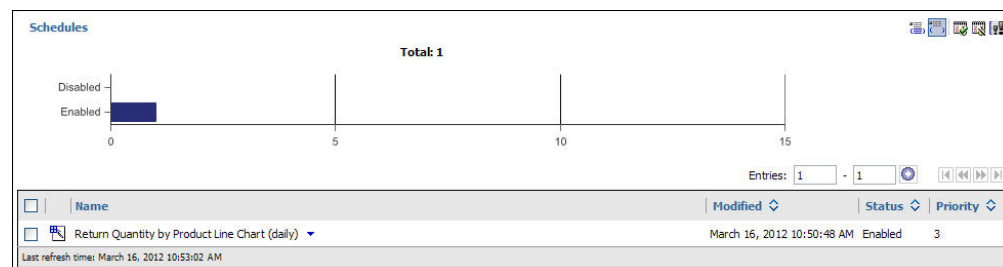 Schedules
Total: 1
Disabled
Enabled
0 5 10 15
Entries: 1 - 1
Name Modified Status Priority
Return Quantity by Product Line Chart (daily) March 16, 2012 10:50:48 AM Enabled 3
Last refresh time: March 16, 2012 10:53:02 AM